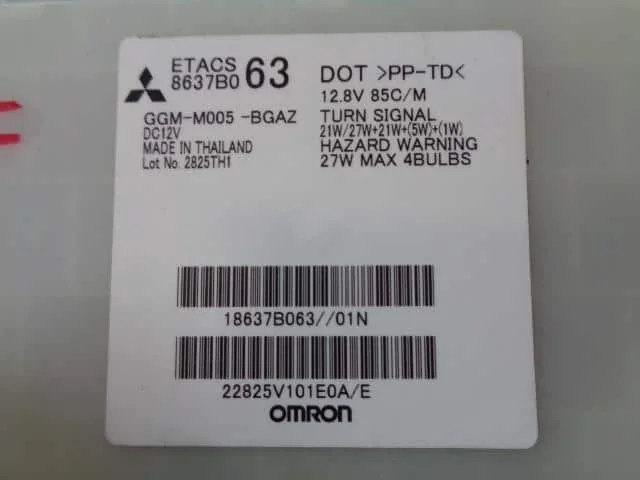 ETACS
8637B0 63
GGM-M005 -BGAZ
DC12V
MADE IN THAILAND
Lot No. 2825TH1
DOT >PP-TD<
12.8V 85C/M
TURN SIGNAL
21W/27W+21W+(5W)+(1W)
HAZARD WARNING
27W MAX 4BULBS
18637B063//01N
22825V101E0A/E
OMRON